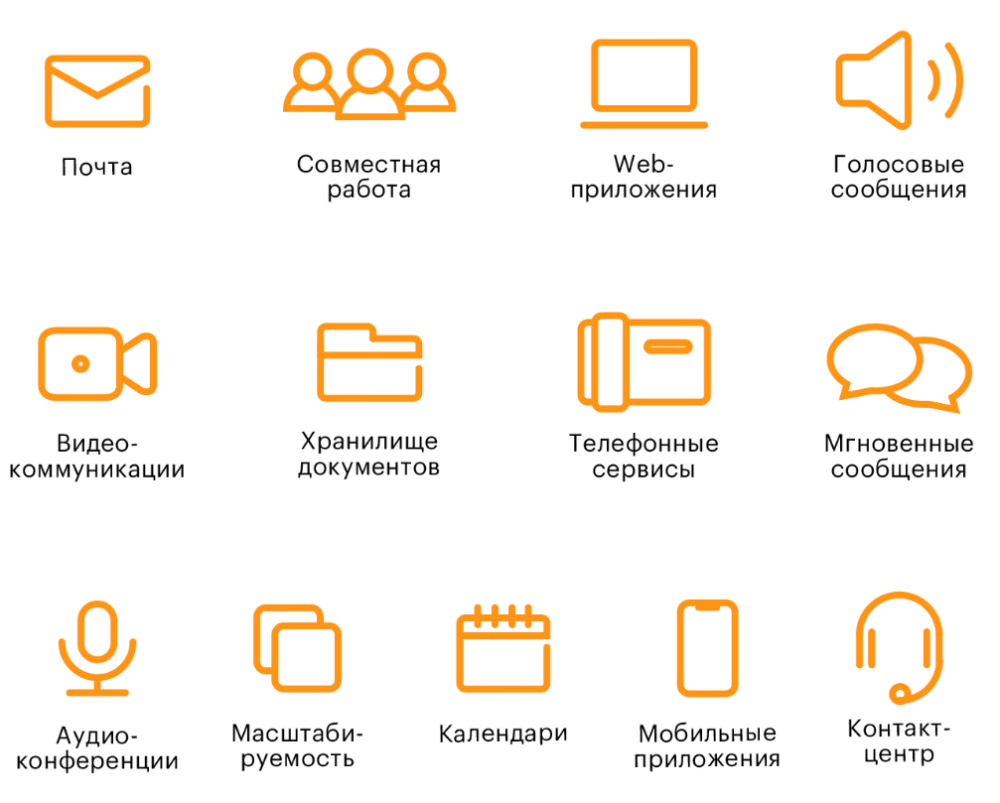 Почта
Совместная
работа
Web-
приложения
Голосовые
сообщения
Видео-
коммуникации
Хранилище
документов
Телефонные
сервисы
Мгновенные
сообщения
Аудио-
конференции
Масштаби-
руемость
Календари
Мобильные
приложения
Контакт-
центр